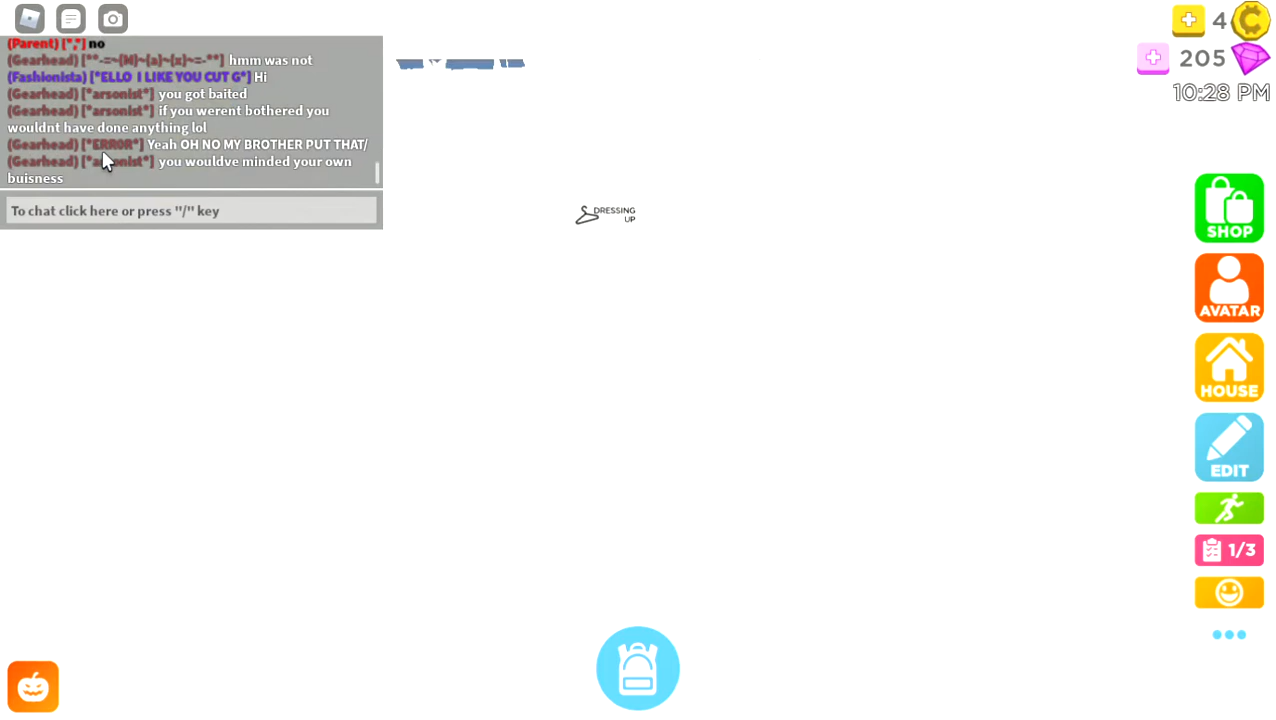 4
205
10:28 PM
(Parent) [*,*] no
(Gearhead) [**-=~{M}~{a}~{x}~=-**] hmm was not
(Fashionista) [*ELLO I LIKE YOU CUT G*] Hi
(Gearhead) [*arsonist*] you got baited
(Gearhead) [*arsonist*] if you werent bothered you
wouldnt have done anything lol
(Gearhead) [*ERROR*] Yeah OH NO MY BROTHER PUT THAT/
(Gearhead) [*arsonist*] you wouldve minded your own
buisness
To chat click here or press "/" key
DRESSING
UP
SHOP
AVATAR
HOUSE
EDIT
1/3